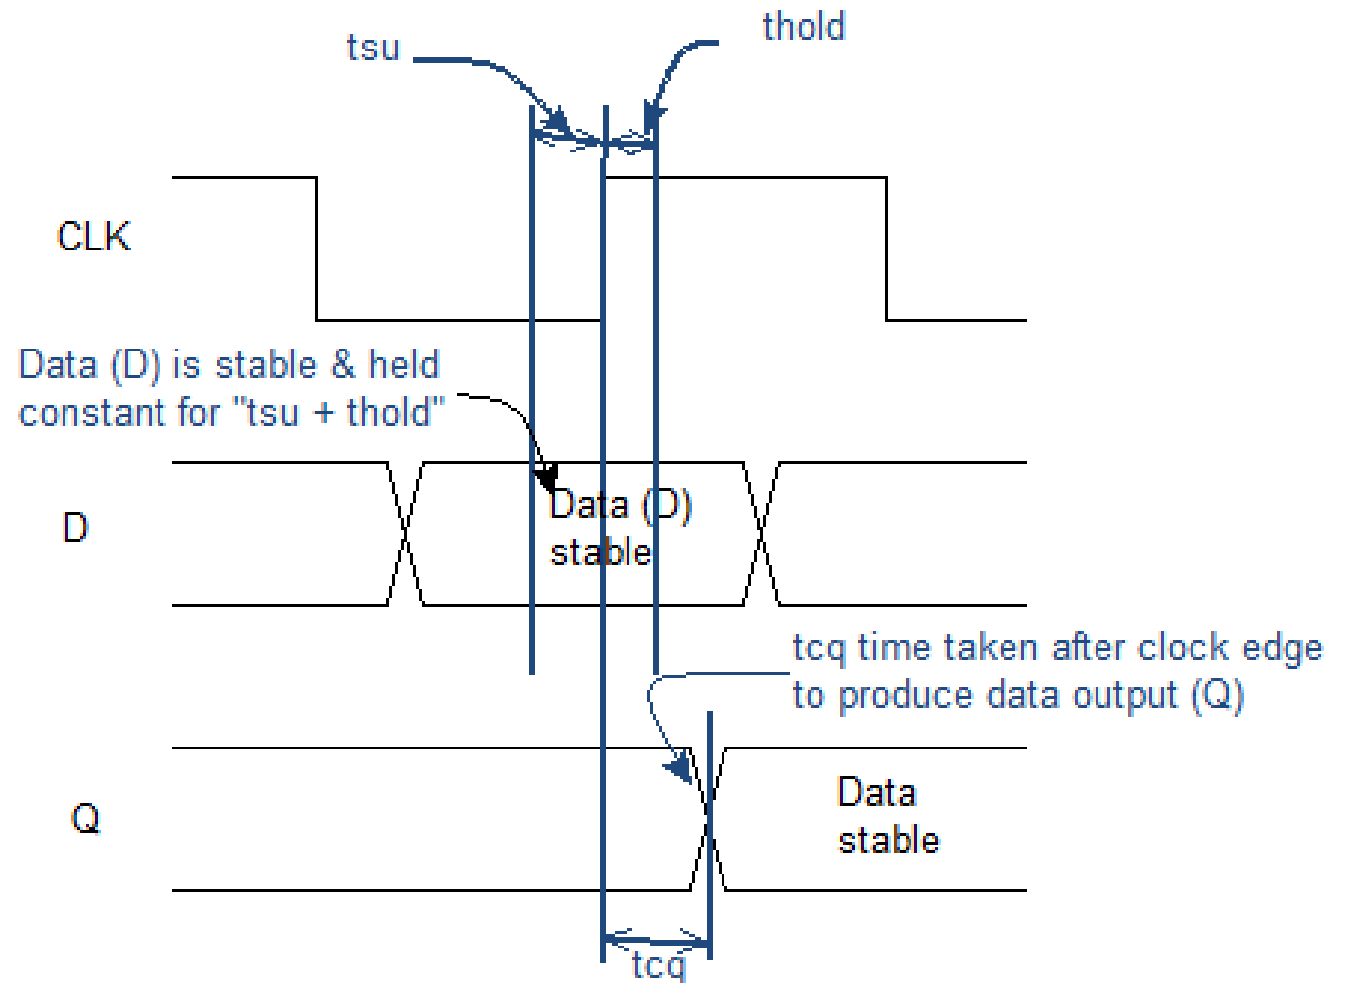 thold
tsu
CLK
Data (D) is stable & held
constant for "tsu + thold"
Data (D)
stable
D
tcq time taken after clock edge
to produce data output (Q)
Data
stable
Q
tcq